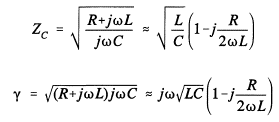 Z_C = √((R+jωL)/(jωC)) ≈ √(L/C) (1-j R/(2ωL))
γ = √((R+jωL)jωC) ≈ jω√(LC) (1-j R/(2ωL))